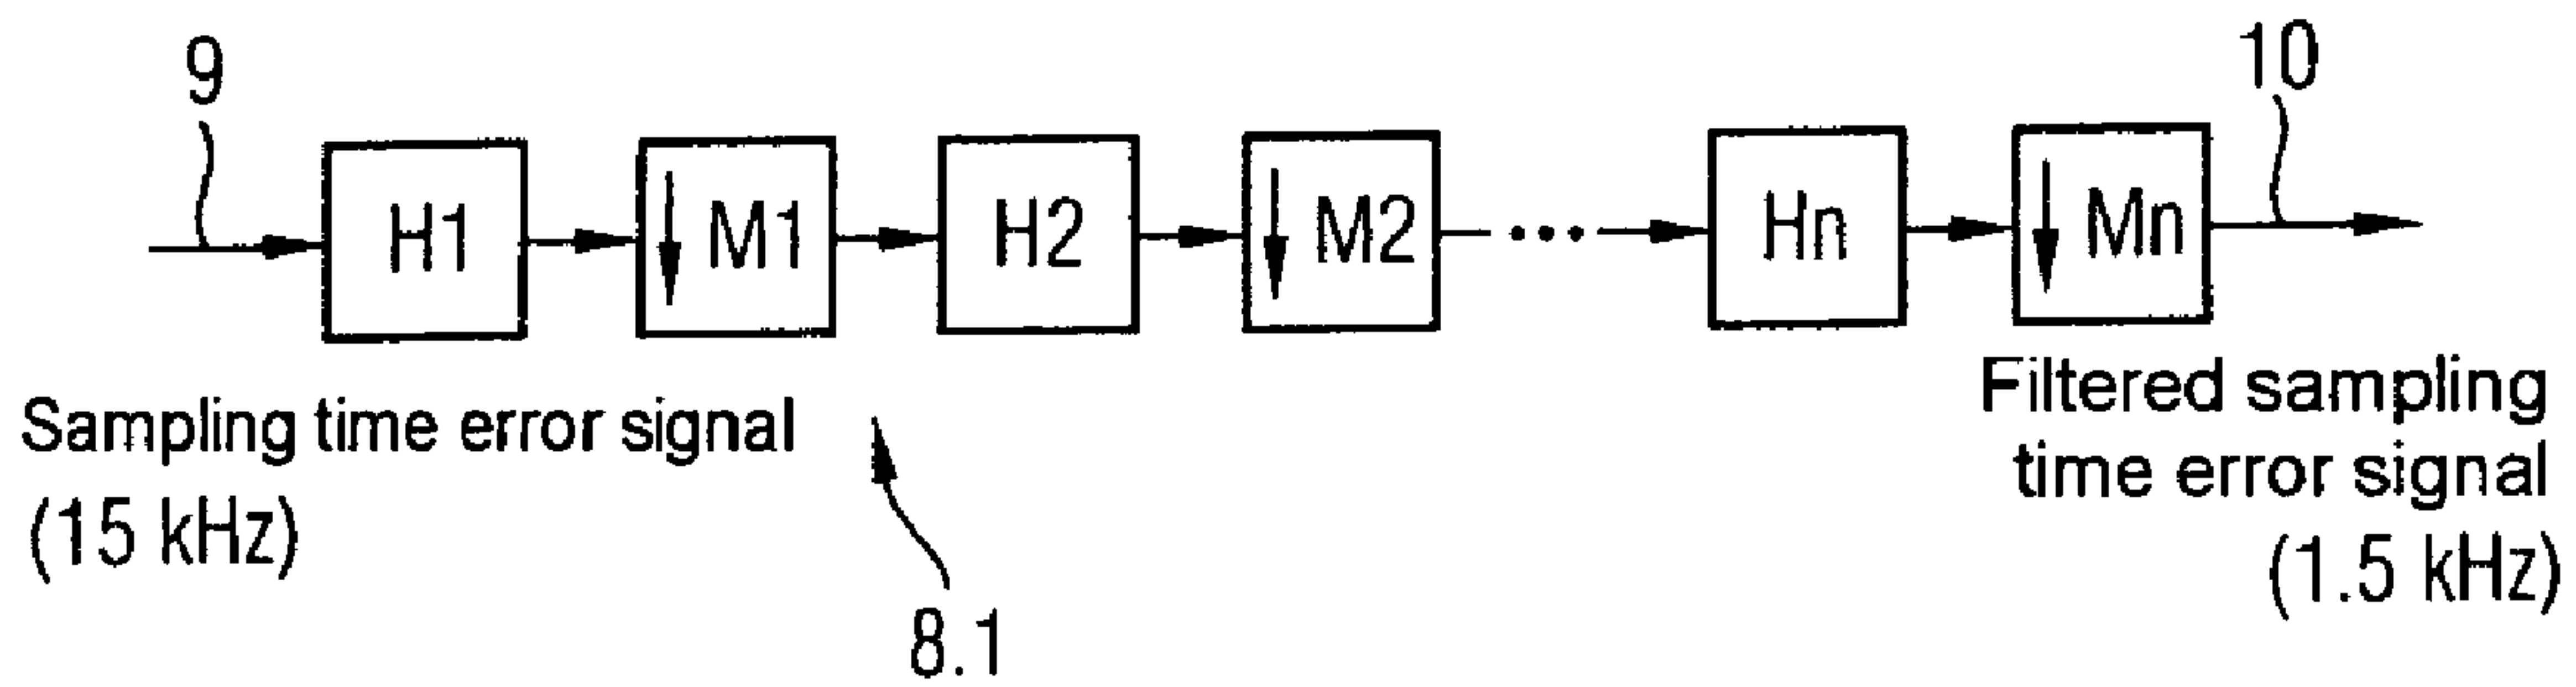 9
10
H1
M1
H2
M2
Hn
Mn
Sampling time error signal
(15 kHz)
Filtered sampling
time error signal
(1.5 kHz)
8.1